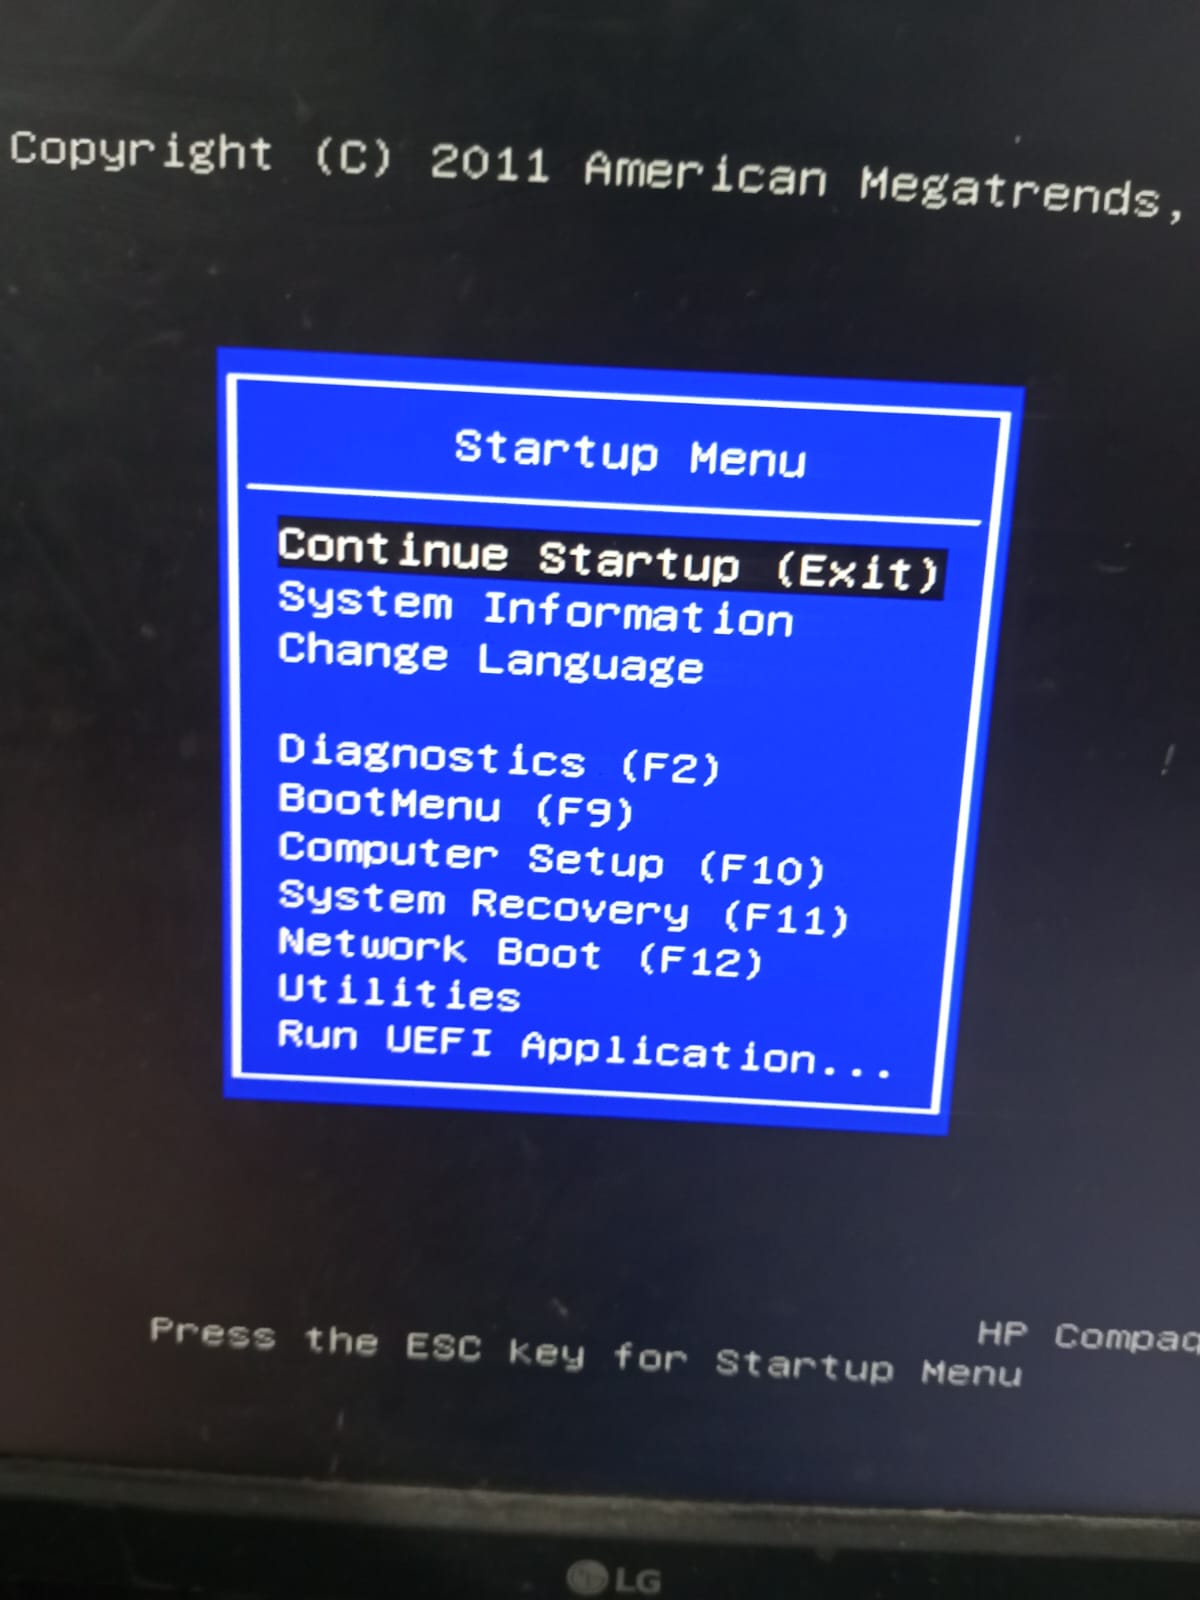 Copyright (C) 2011 American Megatrends,
Startup Menu
Continue Startup (Exit)
System Information
Change Language
Diagnostics (F2)
BootMenu (F9)
Computer Setup (F10)
System Recovery (F11)
Network Boot (F12)
Utilities
Run UEFI Application...
HP Compaq
Press the ESC key for Startup Menu
LG